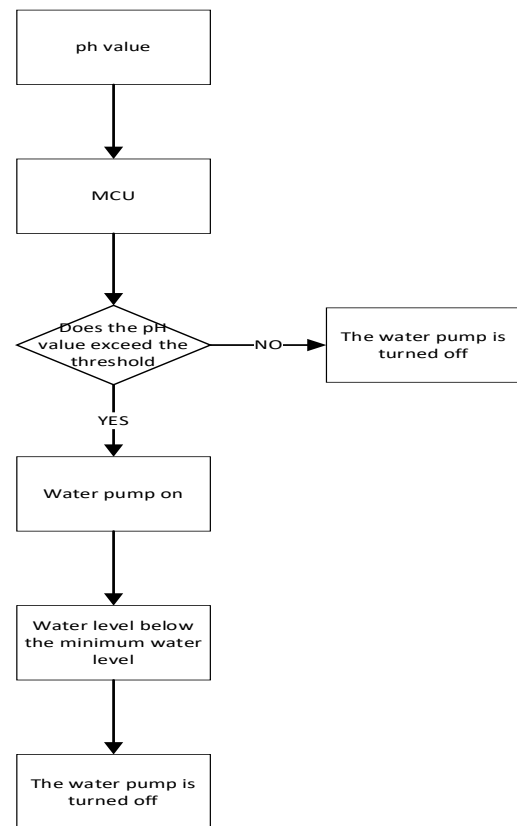 ph value
MCU
Does the pH
value exceed the
threshold
NO
The water pump is
turned off
YES
Water pump on
Water level below
the minimum water
level
The water pump is
turned off